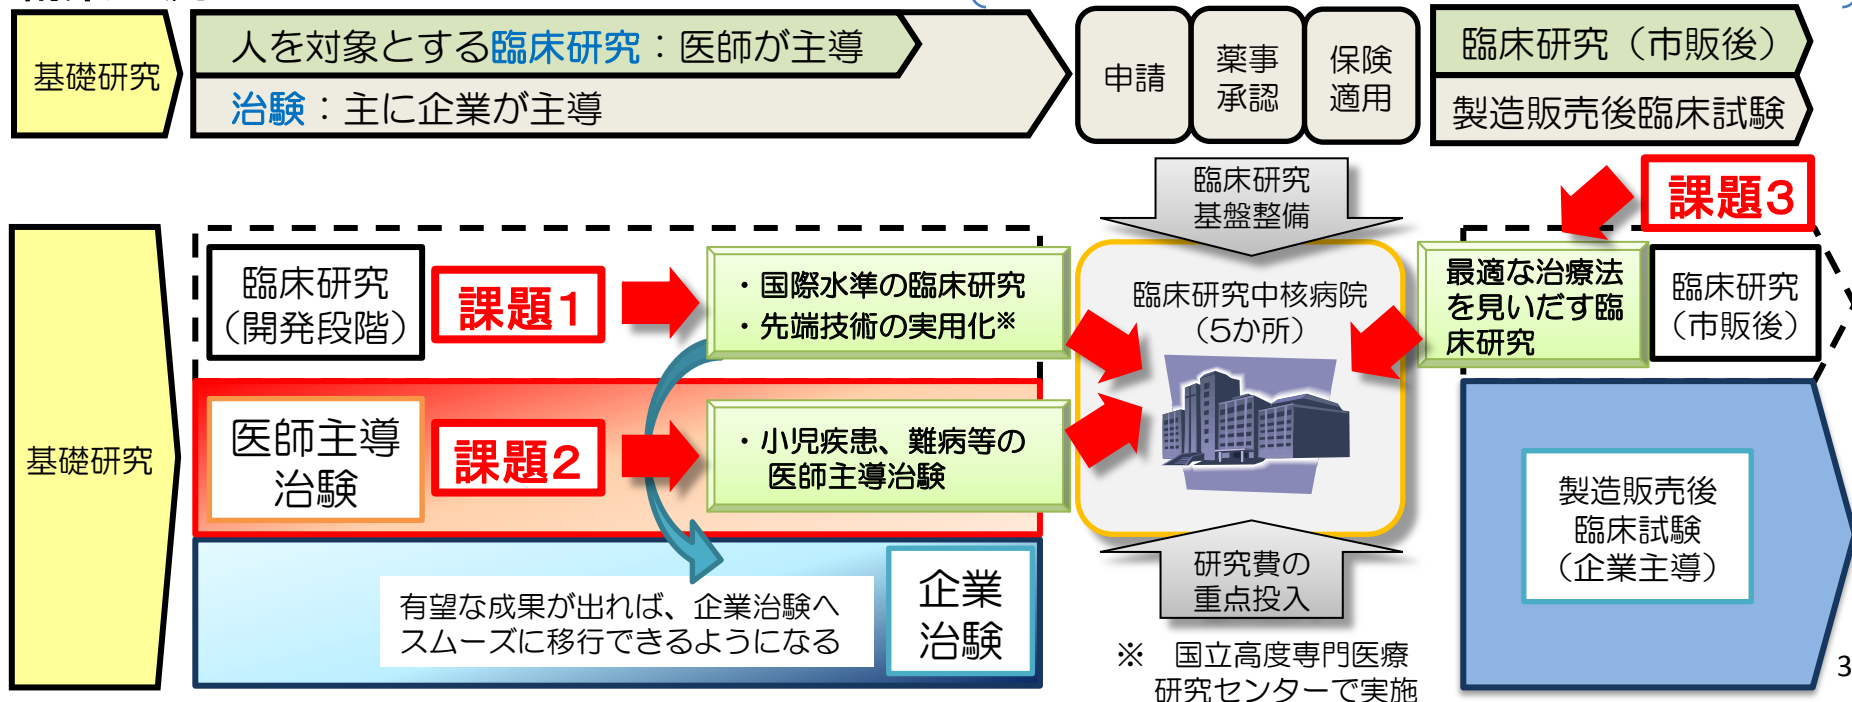 基礎研究
人を対象とする臨床研究：医師が主導
治験：主に企業が主導
申請
薬事
承認
保険
適用
臨床研究（市販後）
製造販売後臨床試験
基礎研究
臨床研究
（開発段階）
課題1
・国際水準の臨床研究
・先端技術の実用化※
医師主導
治験
課題2
・小児疾患、難病等の
医師主導治験
有望な成果が出れば、企業治験へ
スムーズに移行できるようになる
企業
治験
臨床研究
基盤整備
臨床研究中核病院
（5か所）
研究費の
重点投入
※　国立高度専門医療
研究センターで実施
課題3
最適な治療法
を見いだす臨
床研究
臨床研究
（市販後）
製造販売後
臨床試験
（企業主導）
3